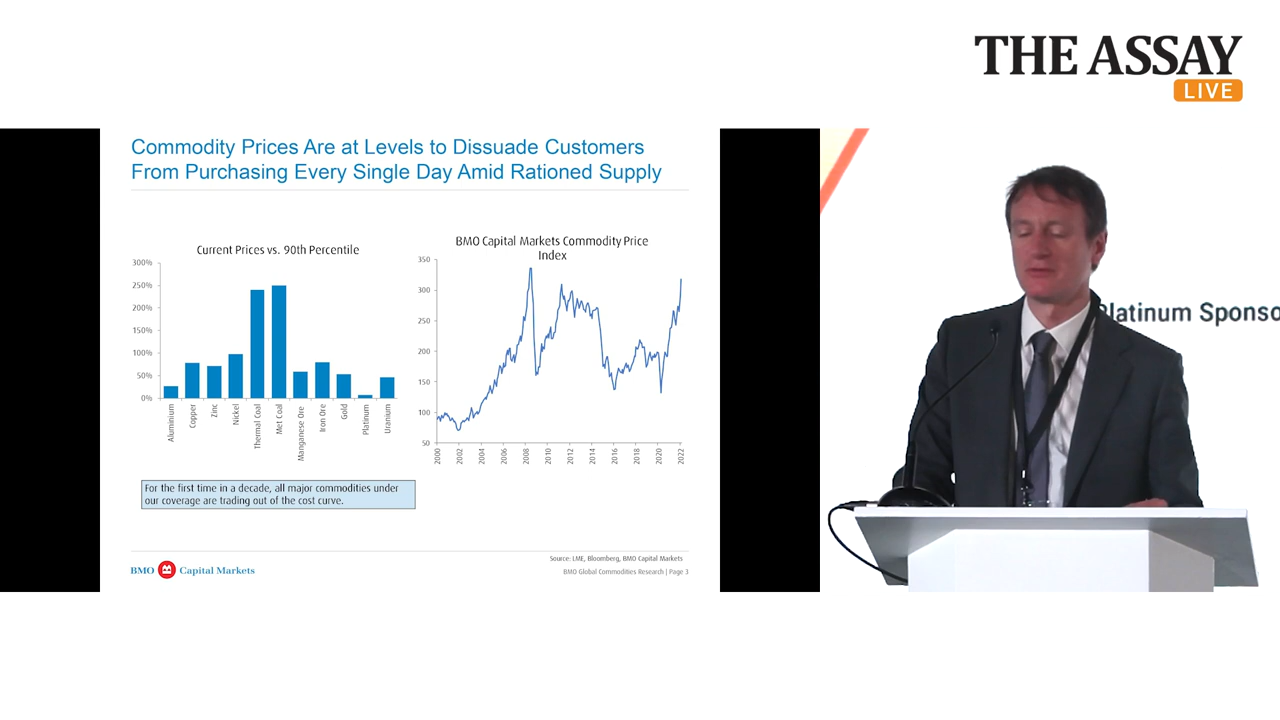 THE ASSAY
LIVE
Commodity Prices Are at Levels to Dissuade Customers
From Purchasing Every Single Day Amid Rationed Supply
Current Prices vs. 90th Percentile
300%
250%
200%
150%
100%
50%
0%
Aluminium
Copper
Zinc
Nickel
Thermal Coal
Met Coal
Manganese Ore
Iron Ore
Gold
Platinum
Uranium
BMO Capital Markets Commodity Price
Index
350
300
250
200
150
100
50
2000
2002
2004
2006
2008
2010
2012
2014
2016
2018
2020
2022
For the first time in a decade, all major commodities under
our coverage are trading out of the cost curve.
Source: LME, Bloomberg, BMO Capital Markets
BMO Capital Markets
BMO Global Commodities Research | Page 3
Platinum Sponso